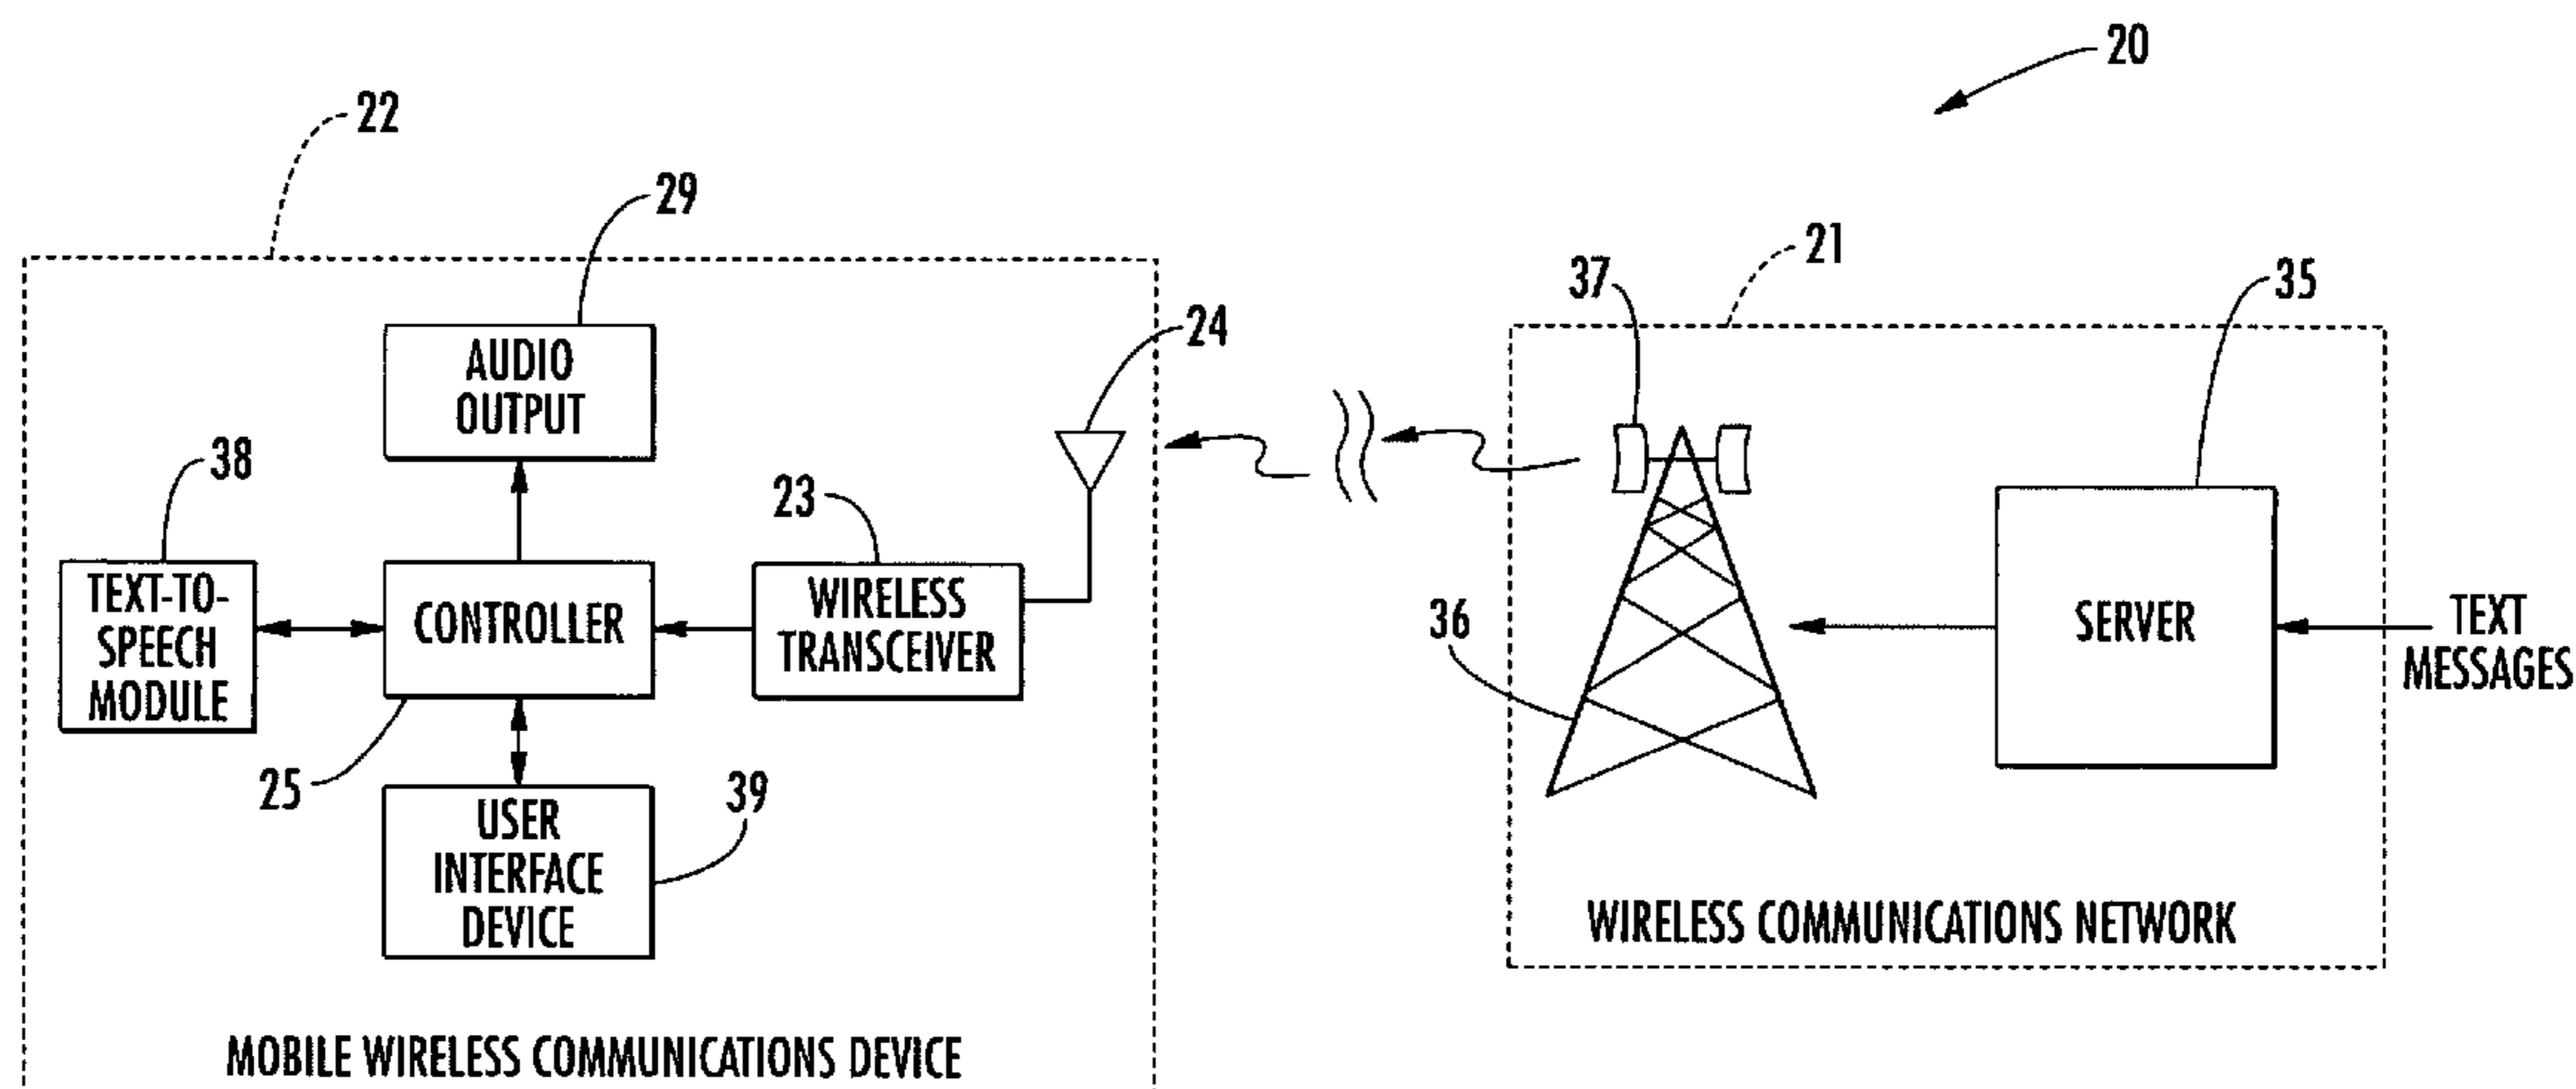 20
22
29
21
37
35
24
AUDIO
OUTPUT
38
23
TEXT-TO-
SPEECH
MODULE
CONTROLLER
WIRELESS
TRANSCEIVER
36
SERVER
TEXT
MESSAGES
25
39
USER
INTERFACE
DEVICE
WIRELESS COMMUNICATIONS NETWORK
MOBILE WIRELESS COMMUNICATIONS DEVICE